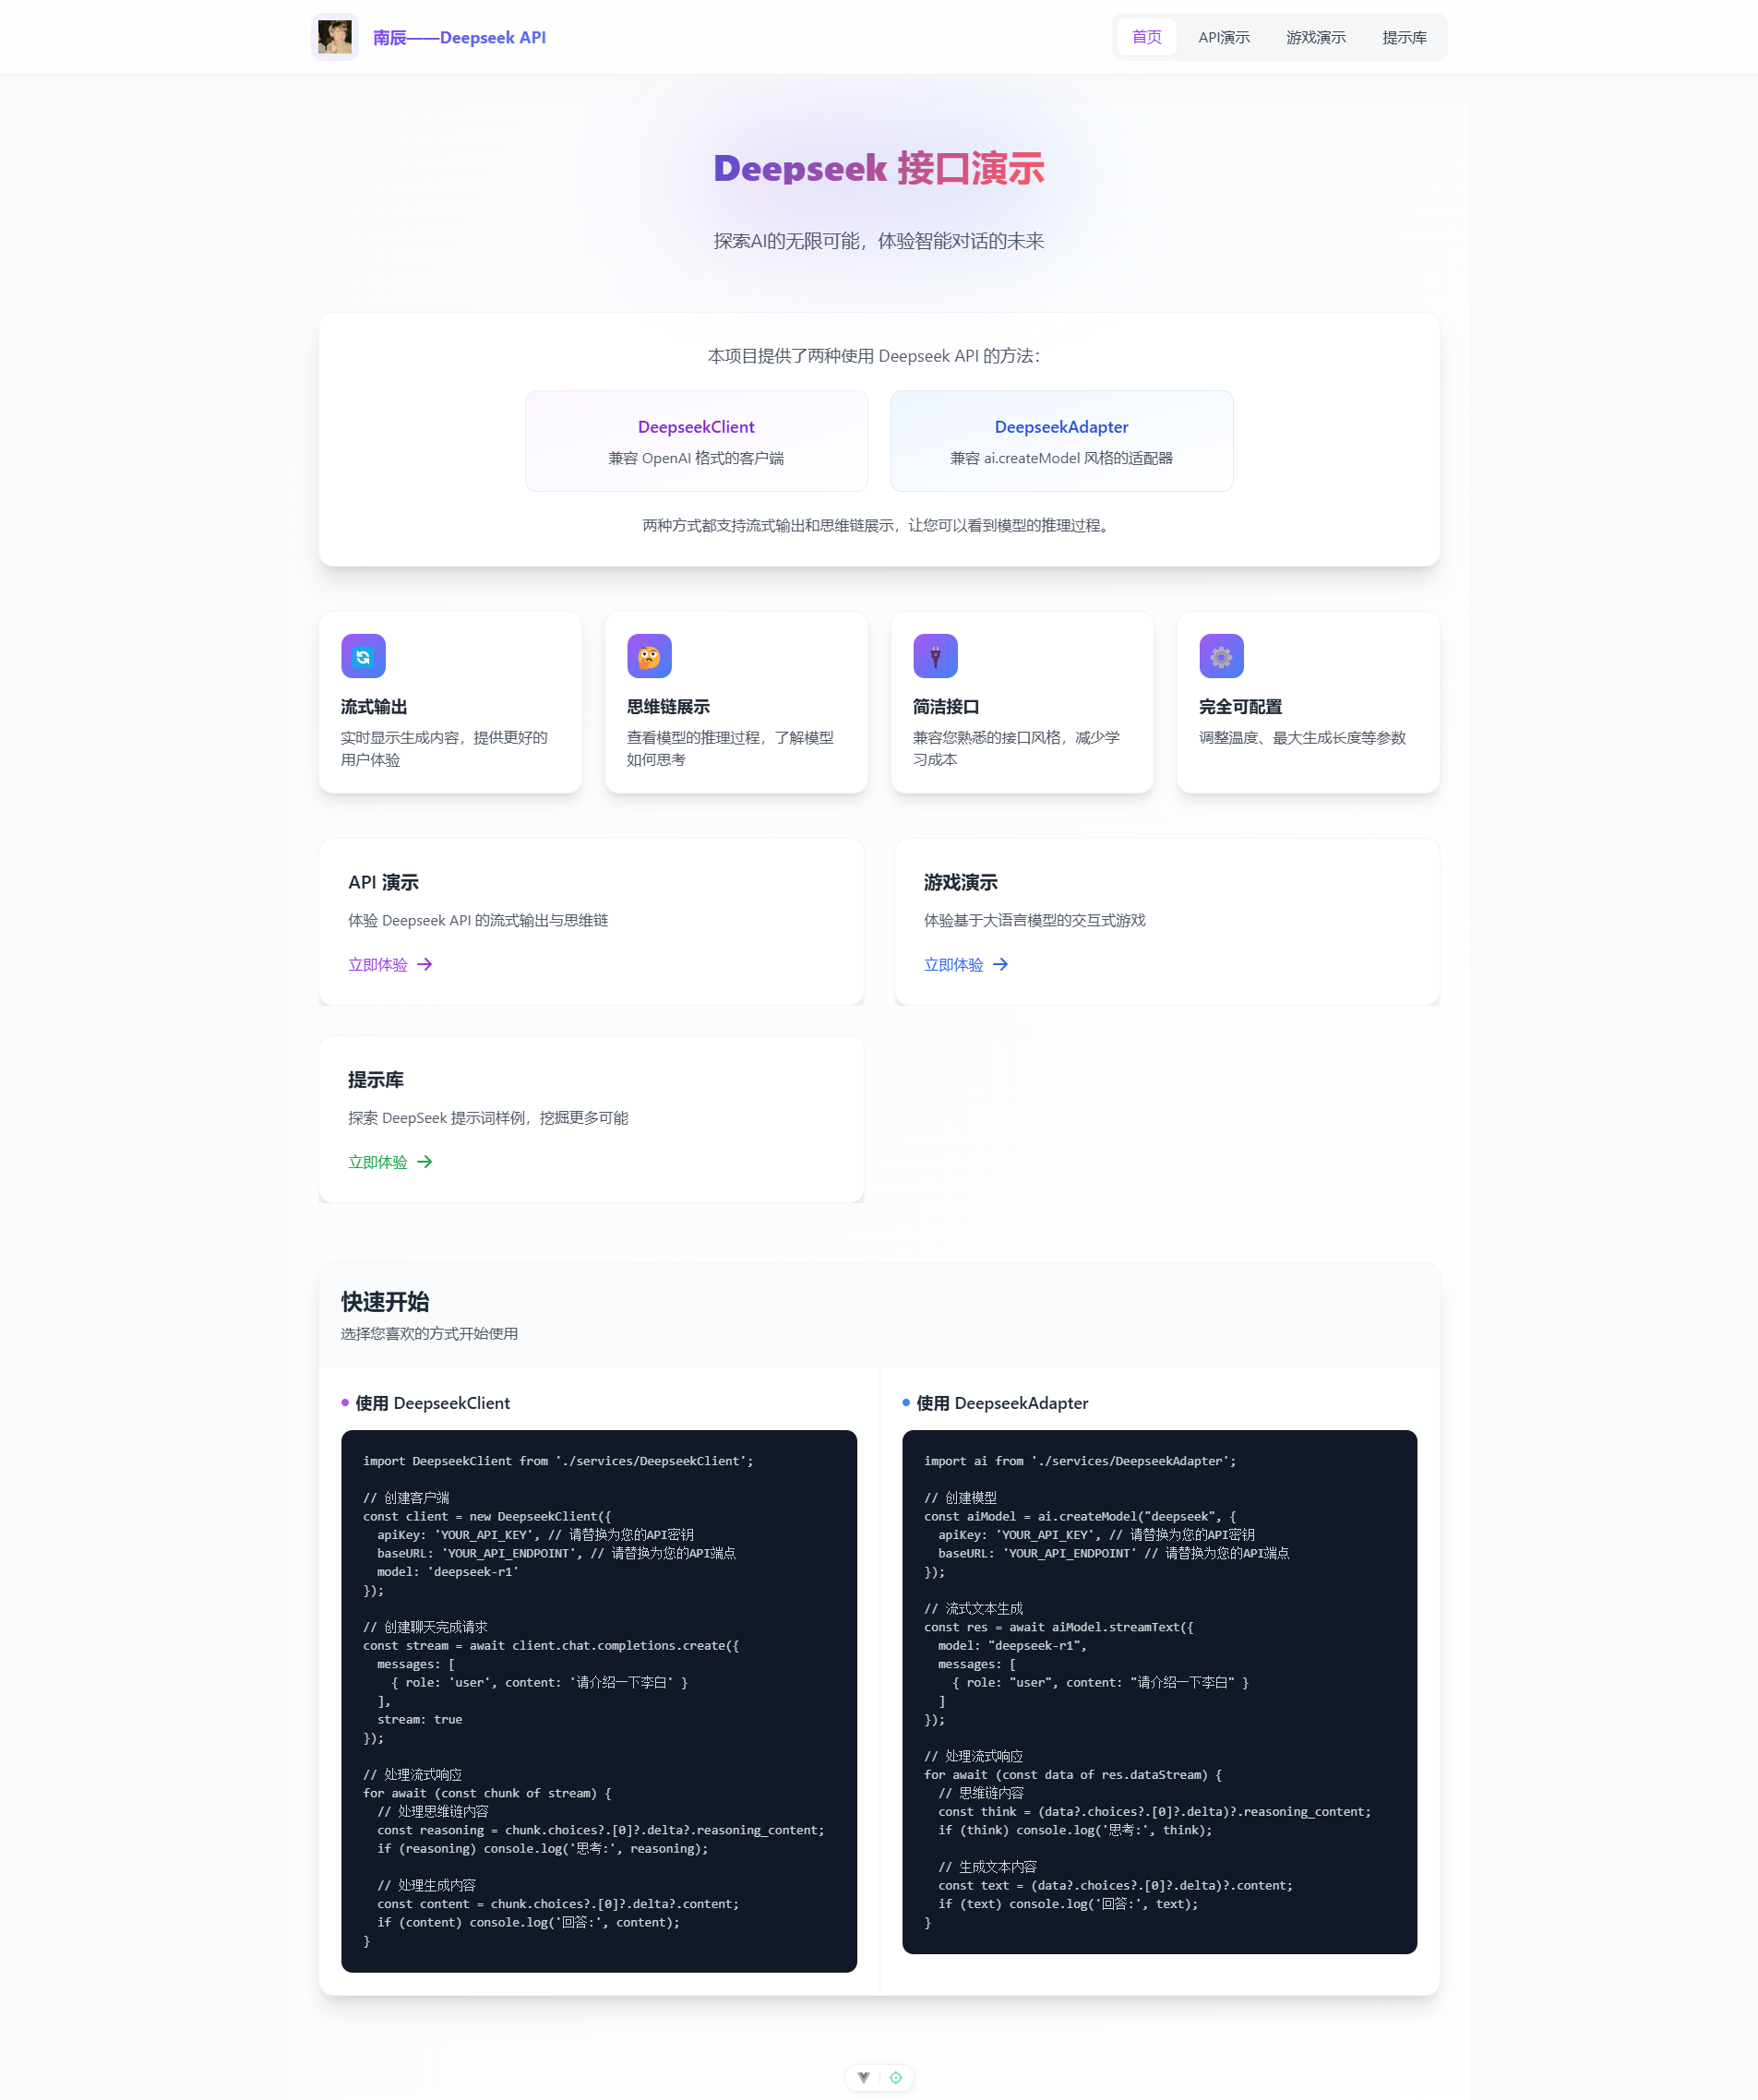 南辰——Deepseek API
首页
API演示
游戏演示
提示库
Deepseek 接口演示
探索AI的无限可能，体验智能对话的未来
本项目提供了两种使用 Deepseek API 的方法：
DeepseekClient
兼容 OpenAI 格式的客户端
DeepseekAdapter
兼容 ai.createModel 风格的适配器
两种方式都支持流式输出和思维链展示，让您可以看到模型的推理过程。
流式输出
实时显示生成内容，提供更好的
用户体验
思维链展示
查看模型的推理过程，了解模型
如何思考
简洁接口
兼容您熟悉的接口风格，减少学
习成本
完全可配置
调整温度、最大生成长度等参数
API 演示
体验 Deepseek API 的流式输出与思维链
立即体验
游戏演示
体验基于大语言模型的交互式游戏
立即体验
提示库
探索 DeepSeek 提示词样例，挖掘更多可能
立即体验
快速开始
选择您喜欢的方式开始使用
使用 DeepseekClient
import DeepseekClient from './services/DeepseekClient';
// 创建客户端
const client = new DeepseekClient({
  apiKey: 'YOUR_API_KEY', // 请替换为您的API密钥
  baseURL: 'YOUR_API_ENDPOINT', // 请替换为您的API端点
  model: 'deepseek-r1'
});
// 创建聊天完成请求
const stream = await client.chat.completions.create({
  messages: [
    { role: 'user', content: '请介绍一下李白' }
  ],
  stream: true
});
// 处理流式响应
for await (const chunk of stream) {
  // 处理思维链内容
  const reasoning = chunk.choices?.[0]?.delta?.reasoning_content;
  if (reasoning) console.log('思考:', reasoning);
  // 处理生成内容
  const content = chunk.choices?.[0]?.delta?.content;
  if (content) console.log('回答:', content);
}
使用 DeepseekAdapter
import ai from './services/DeepseekAdapter';
// 创建模型
const aiModel = ai.createModel("deepseek", {
  apiKey: 'YOUR_API_KEY', // 请替换为您的API密钥
  baseURL: 'YOUR_API_ENDPOINT' // 请替换为您的API端点
});
// 流式文本生成
const res = await aiModel.streamText({
  model: "deepseek-r1",
  messages: [
    { role: "user", content: "请介绍一下李白" }
  ]
});
// 处理流式响应
for await (const data of res.dataStream) {
  // 思维链内容
  const think = (data?.choices?.[0]?.delta)?.reasoning_content;
  if (think) console.log('思考:', think);
  // 生成文本内容
  const text = (data?.choices?.[0]?.delta)?.content;
  if (text) console.log('回答:', text);
}